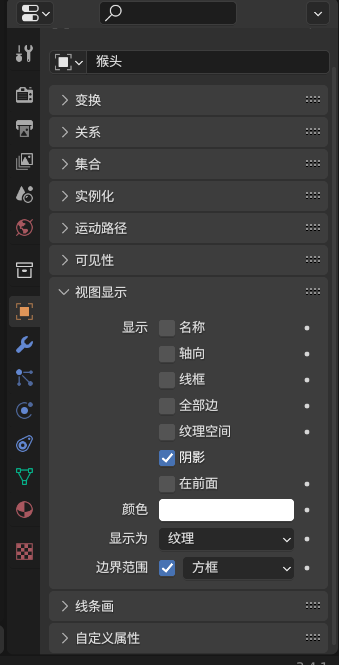 猴头
变换
关系
集合
实例化
运动路径
可见性
视图显示
显示 名称
轴向
线框
全部边
纹理空间
阴影
在前面
颜色
显示为 纹理
边界范围 方框
线条画
自定义属性